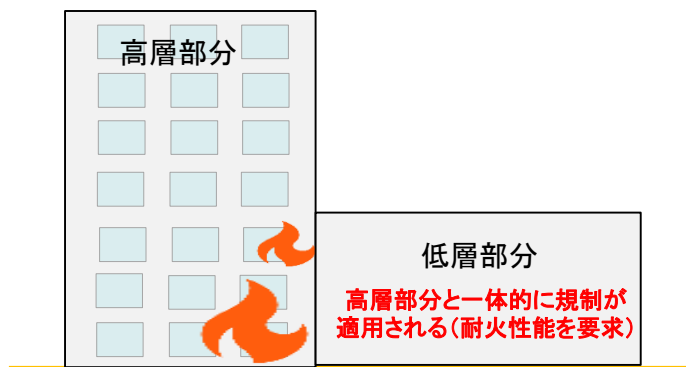 高層部分
低層部分
高層部分と一体的に規制が
適用される（耐火性能を要求）